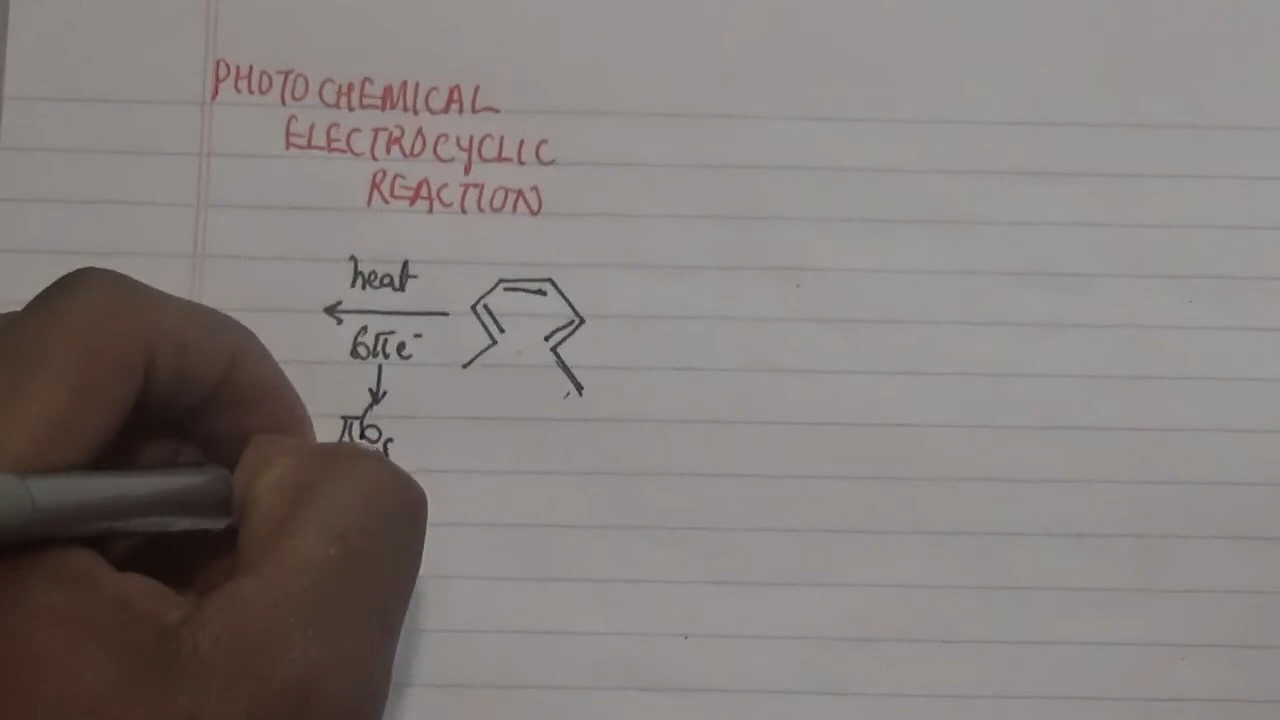 PHOTOCHEMICAL
ELECTROCYCLIC
REACTION
heat
6πe⁻